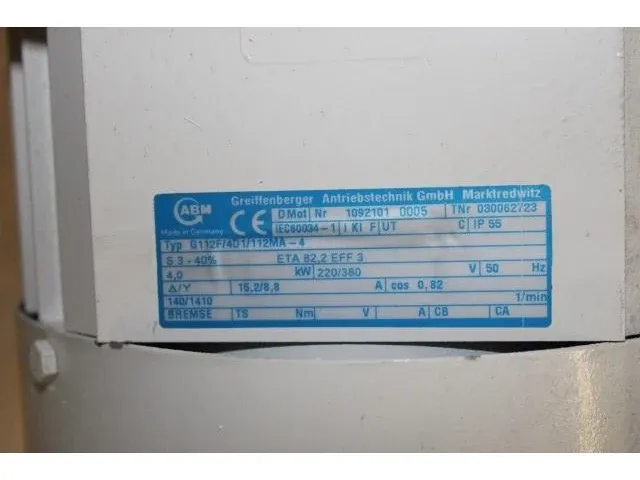 ABM Greiffenberger Antriebstechnik GmbH Marktredwitz
Made in Germany CE D Mot Nr 1092101 0005 TNr 030062723
IEC60034-1 I KI F UT C IP 55
Typ G112F/4D1/112MA-4
S 3 - 40% ETA 82,2 EFF 3
4,0 kW 220/380 V 50 Hz
Δ/Y 15,2/8,8 A cos 0,82
140/1410 1/min
BREMSE TS Nm V A CB CA